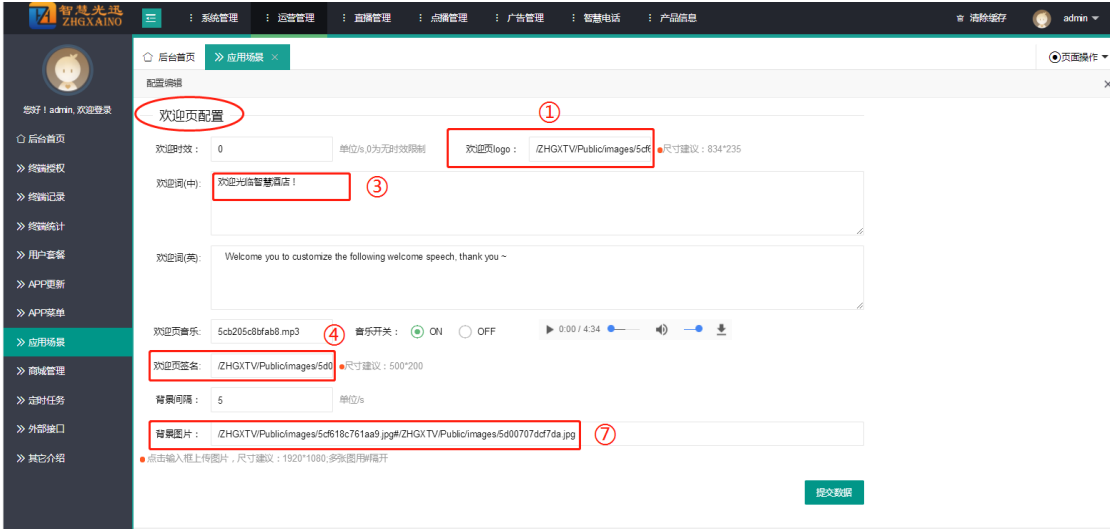 智慧光迅
ZHGXAINO
系统管理
运营管理
直播管理
点播管理
广告管理
智慧电话
产品信息
清除缓存
admin
您好！admin, 欢迎登录
后台首页
终端授权
终端记录
终端统计
用户套餐
APP更新
APP菜单
应用场景
商城管理
定时任务
外部接口
其它介绍
后台首页
应用场景 ×
页面操作
配置编辑
×
欢迎页配置
①
欢迎时效： 0 单位/s,0为无时效限制 欢迎页logo： /ZHGXTV/Public/images/5cf6 尺寸建议：834*235
欢迎词(中): 欢迎光临智慧酒店！
③
欢迎词(英): Welcome you to customize the following welcome speech, thank you ~
欢迎页音乐: 5cb205c8bfab8.mp3 ④ 音乐开关： ON OFF 0:00 / 4:34
欢迎页签名: /ZHGXTV/Public/images/5d0 尺寸建议：500*200
背景间隔： 5 单位/s
背景图片： /ZHGXTV/Public/images/5cf618c761aa9.jpg#/ZHGXTV/Public/images/5d00707dcf7da.jpg ⑦
点击输入框上传图片，尺寸建议：1920*1080;多张图用#隔开
提交数据